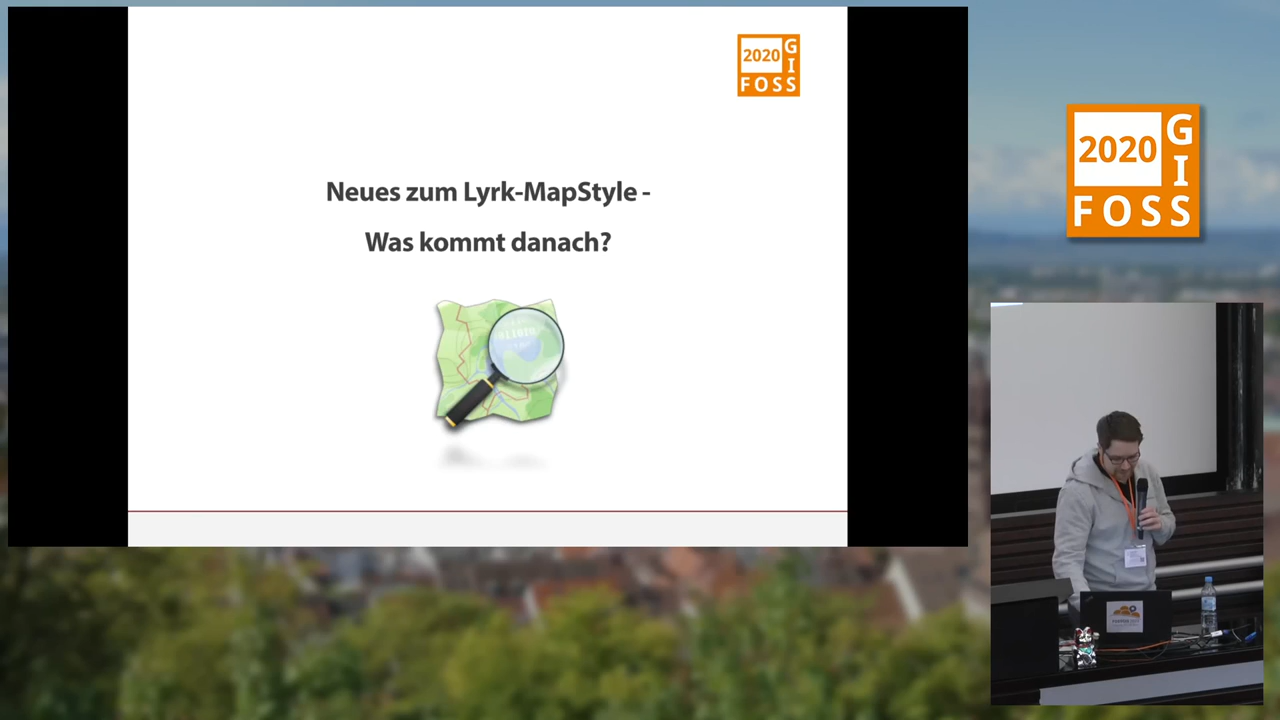 2020
G
I
FOSS
Neues zum Lyrk-MapStyle -
Was kommt danach?
2020
G
I
FOSS